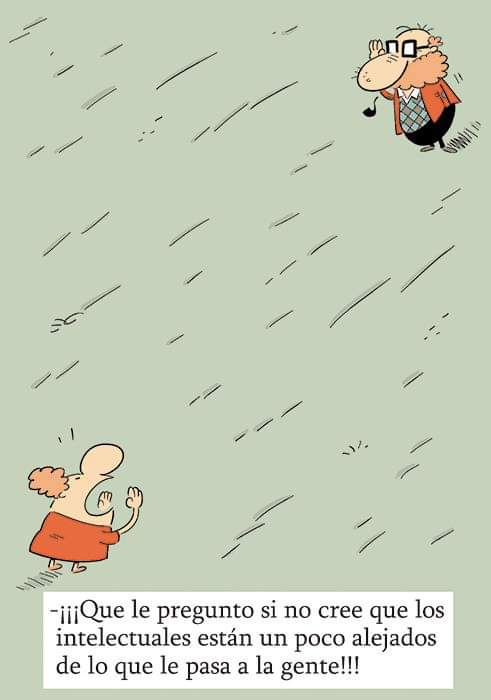 -¡¡¡Que le pregunto si no cree que los
intelectuales están un poco alejados
de lo que le pasa a la gente!!!